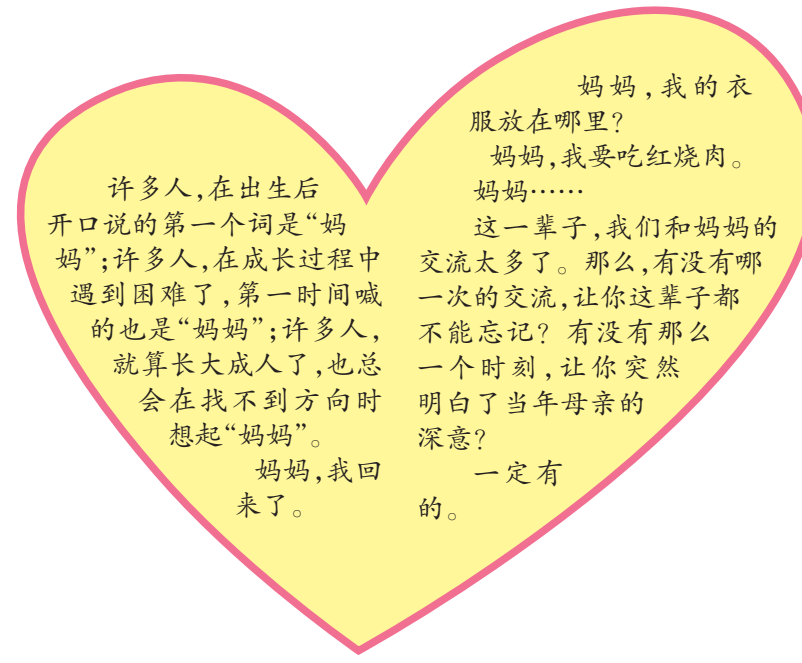 许多人,在出生后
开口说的第一个词是“妈
妈”;许多人,在成长过程中
遇到困难了,第一时间喊
的也是“妈妈”;许多人,
就算长大成人了,也总
会在找不到方向时
想起“妈妈”。
妈妈,我回
来了。
妈妈,我的衣
服放在哪里?
妈妈,我要吃红烧肉。
妈妈……
这一辈子,我们和妈妈的
交流太多了。那么,有没有哪
一次的交流,让你这辈子都
不能忘记? 有没有那么
一个时刻,让你突然
明白了当年母亲的
深意?
一定有
的。